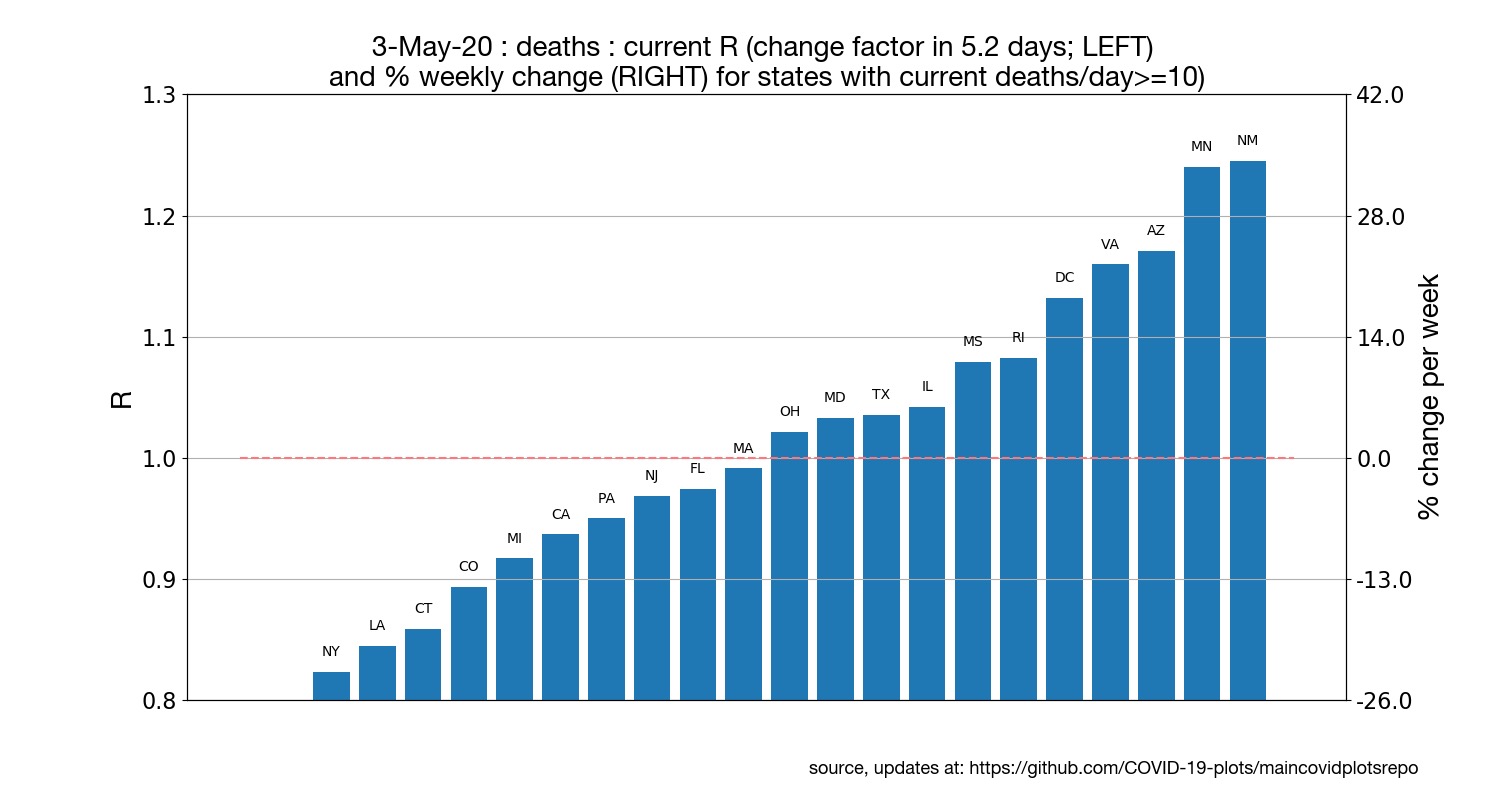 3-May-20 : deaths : current R (change factor in 5.2 days; LEFT)
and % weekly change (RIGHT) for states with current deaths/day>=10)
1.3
1.2
1.1
1.0
0.9
0.8
R
NY
LA
CT
CO
MI
CA
PA
NJ
FL
MA
OH
MD
TX
IL
MS
RI
DC
VA
AZ
MN
NM
42.0
28.0
14.0
0.0
-13.0
-26.0
% change per week
source, updates at: https://github.com/COVID-19-plots/maincovidplotsrepo